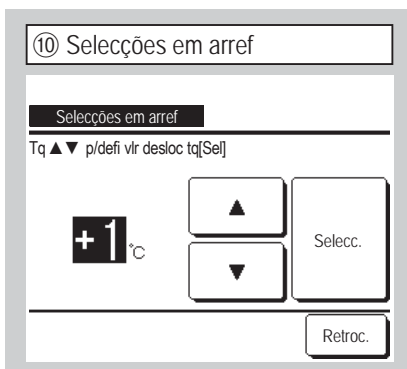 ⑩ Selecções em arref
Selecções em arref
Tq ▲▼ p/defi vlr desloc tq[Sel]
▲
+1 °C
Selecc.
▼
Retroc.